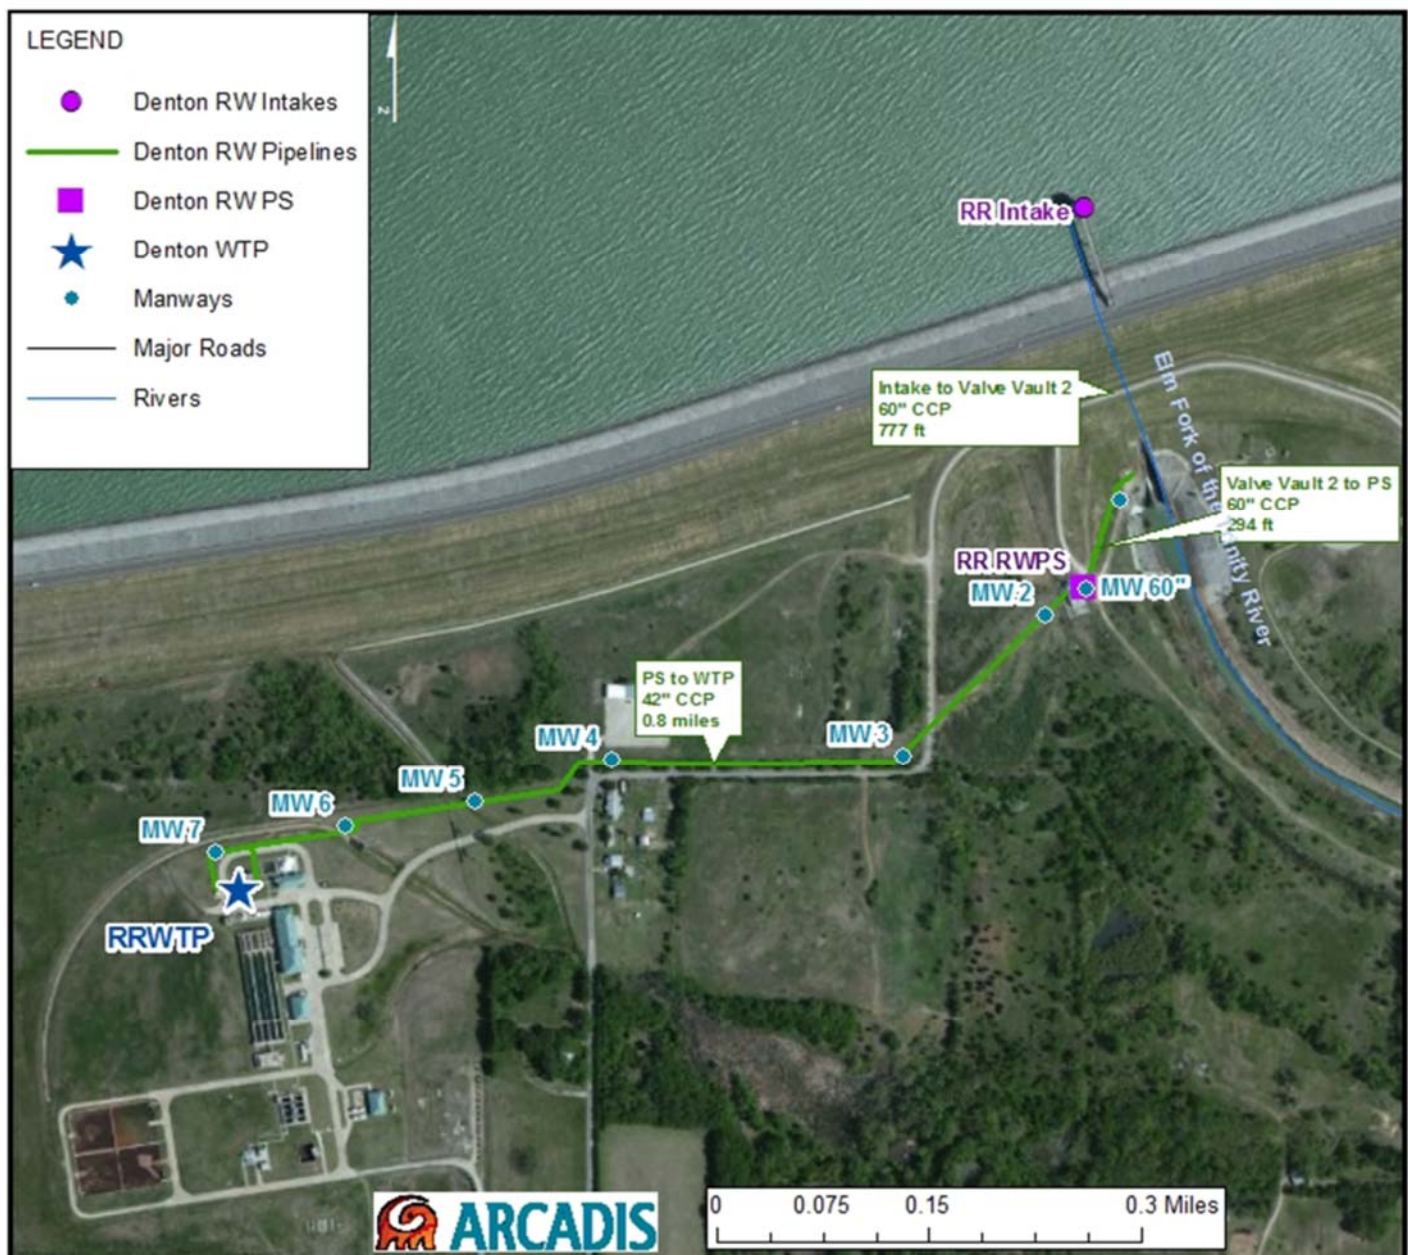 LEGEND
Denton RW Intakes
Denton RW Pipelines
Denton RW PS
Denton WTP
Manways
Major Roads
Rivers
N
RR Intake
Intake to Valve Vault 2
60" CCP
777 ft
Elm Fork of the Trinity River
Valve Vault 2 to PS
60" CCP
294 ft
RR RWPS
MW 60"
MW 2
PS to WTP
42" CCP
0.8 miles
MW 3
MW 4
MW 5
MW 6
MW 7
RRWTP
ARCADIS
0 0.075 0.15 0.3 Miles